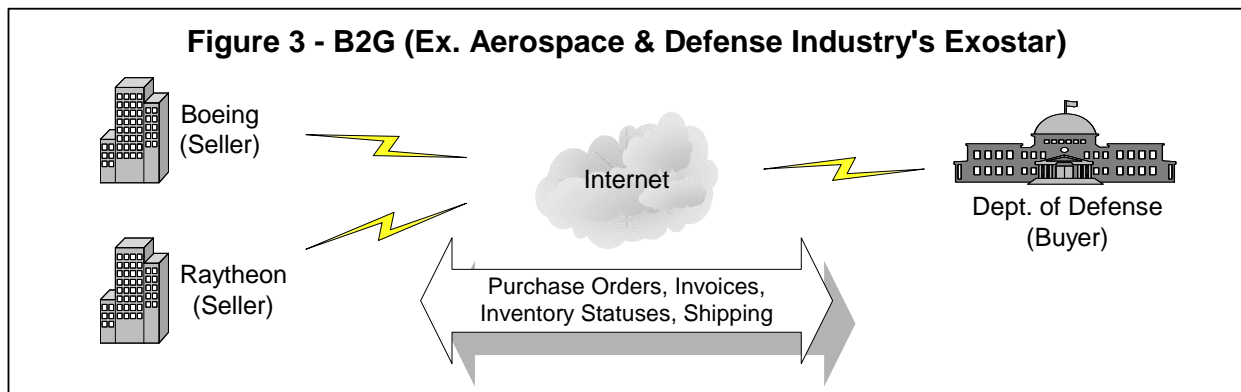 Figure 3 - B2G (Ex. Aerospace & Defense Industry's Exostar)
Boeing
(Seller)
Internet
Dept. of Defense
(Buyer)
Raytheon
(Seller)
Purchase Orders, Invoices,
Inventory Statuses, Shipping